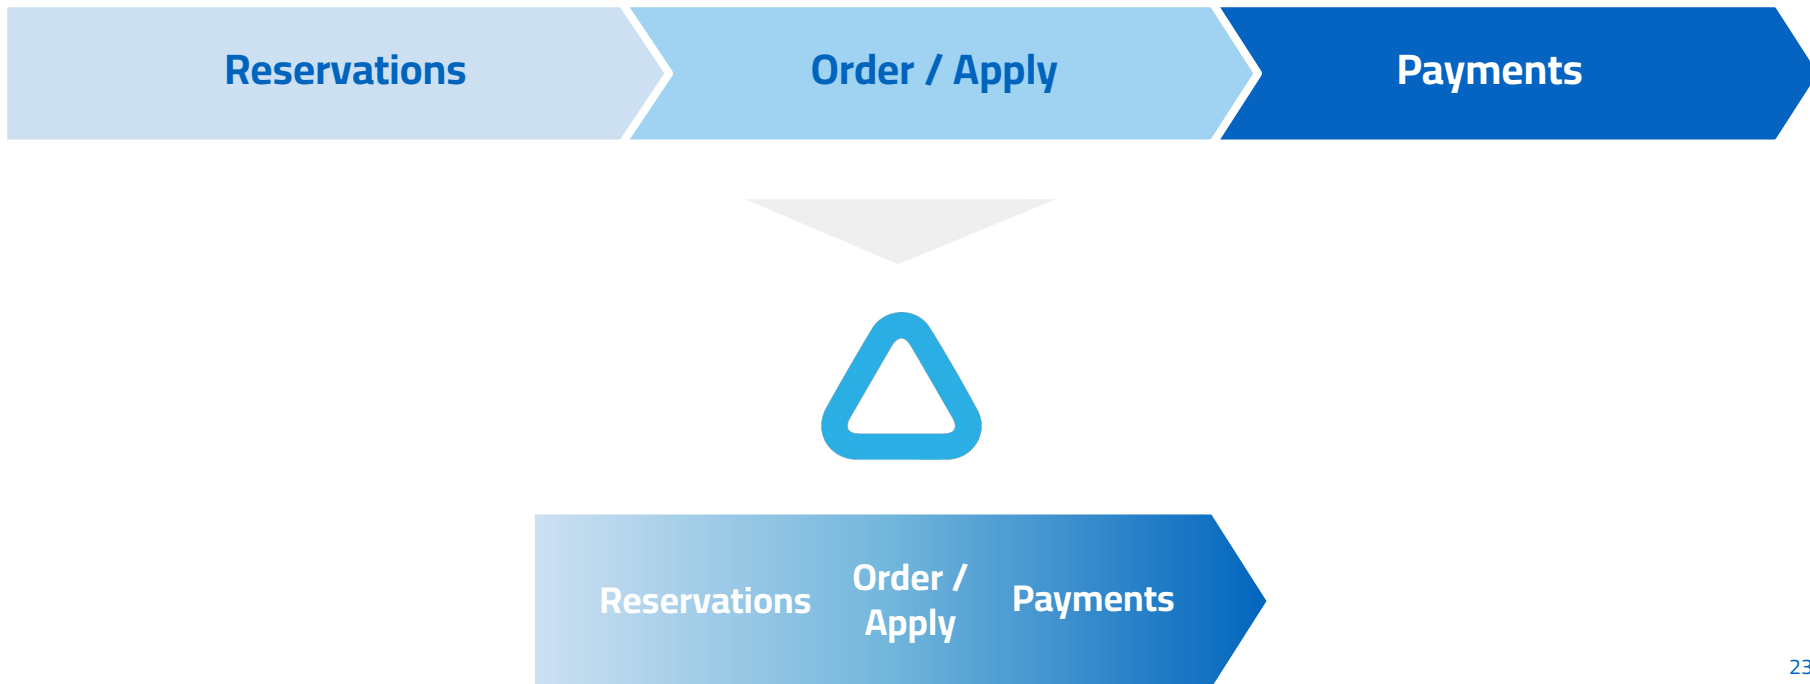 Reservations
Order / Apply
Payments
Reservations
Order /
Apply
Payments
23